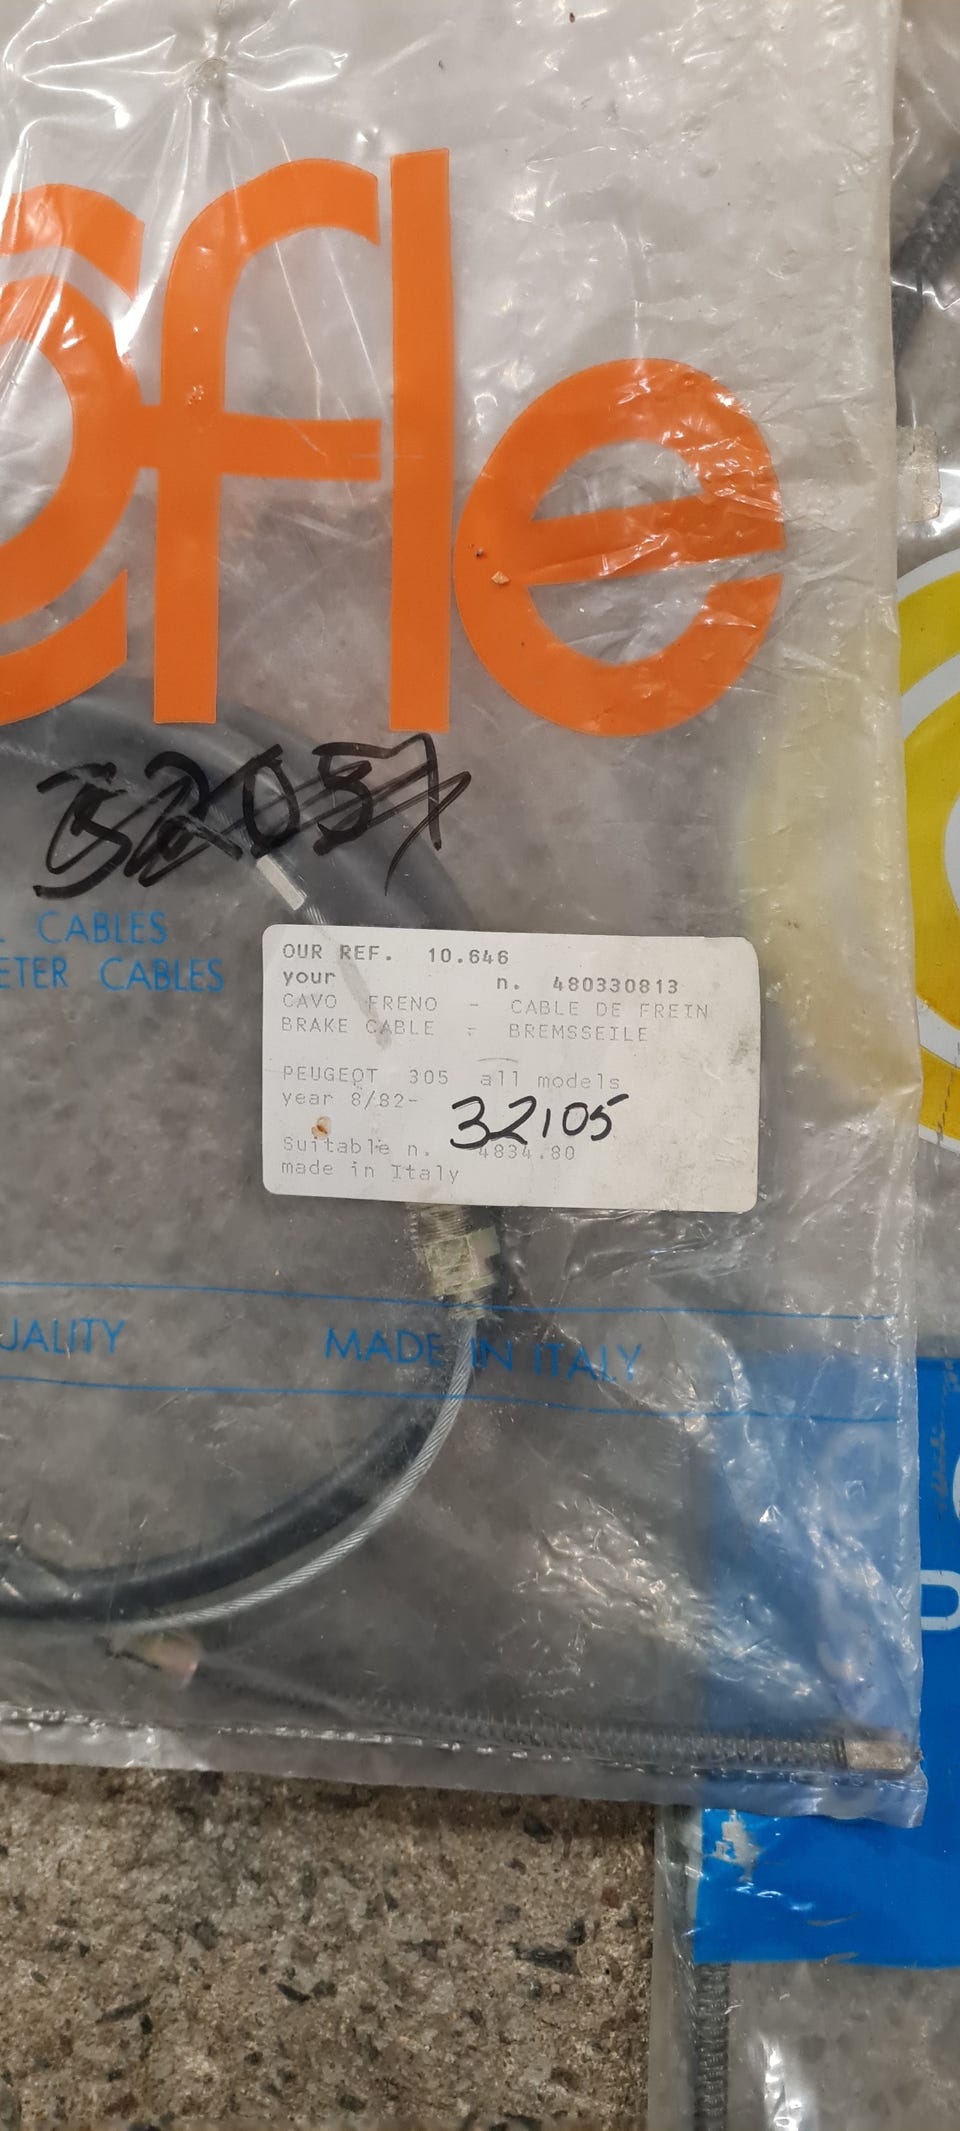 ofle
32057
CABLES
ETER CABLES
OUR REF. 10.646
your n. 480330813
CAVO FRENO - CABLE DE FREIN
BRAKE CABLE - BREMSSEILE
PEUGEOT 305 all models
year 8/82-
32105
Suitable n. 4834.80
made in Italy
UALITY MADE IN ITALY